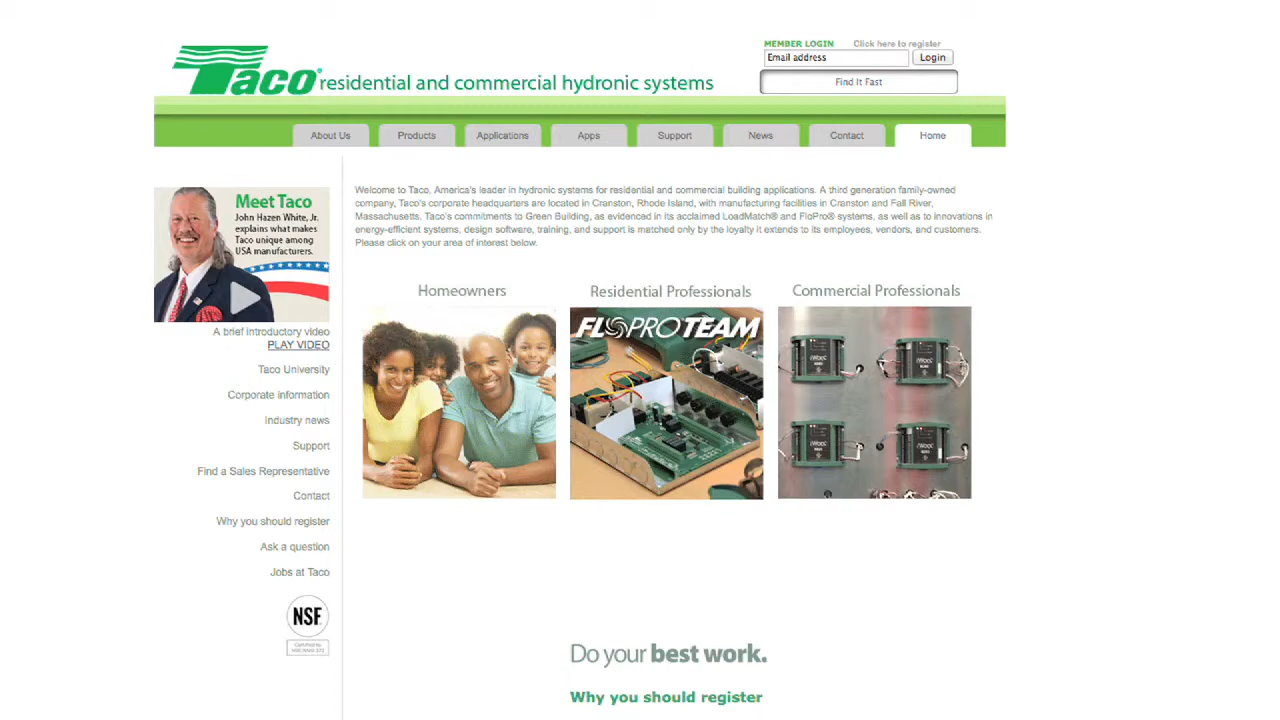 MEMBER LOGIN Click here to register
Email address Login
Taco® residential and commercial hydronic systems
Find It Fast
About Us Products Applications Apps Support News Contact Home
Meet Taco
John Hazen White, Jr.
explains what makes
Taco unique among
USA manufacturers.
A brief introductory video
PLAY VIDEO
Taco University
Corporate information
Industry news
Support
Find a Sales Representative
Contact
Why you should register
Ask a question
Jobs at Taco
NSF
Certified to
Welcome to Taco, America's leader in hydronic systems for residential and commercial building applications. A third generation family-owned
company, Taco's corporate headquarters are located in Cranston, Rhode Island, with manufacturing facilities in Cranston and Fall River,
Massachusetts. Taco's commitments to Green Building, as evidenced in its acclaimed LoadMatch® and FloPro® systems, as well as to innovations in
energy-efficient systems, design software, training, and support is matched only by the loyalty it extends to its employees, vendors, and customers.
Please click on your area of interest below.
Homeowners Residential Professionals Commercial Professionals
FLOPROTEAM
iWorx iWorx
iWorx iWorx
Do your best work.
Why you should register